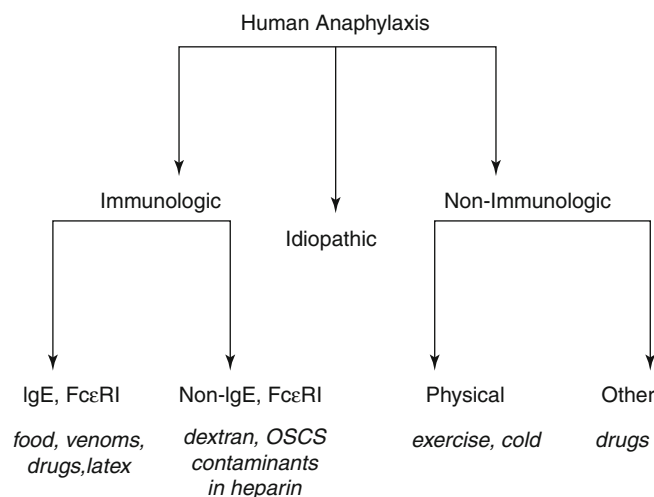 Human Anaphylaxis
Immunologic
Idiopathic
Non-Immunologic
IgE, FcεRI
food, venoms,
drugs,latex
Non-IgE, FcεRI
dextran, OSCS
contaminants
in heparin
Physical
exercise, cold
Other
drugs